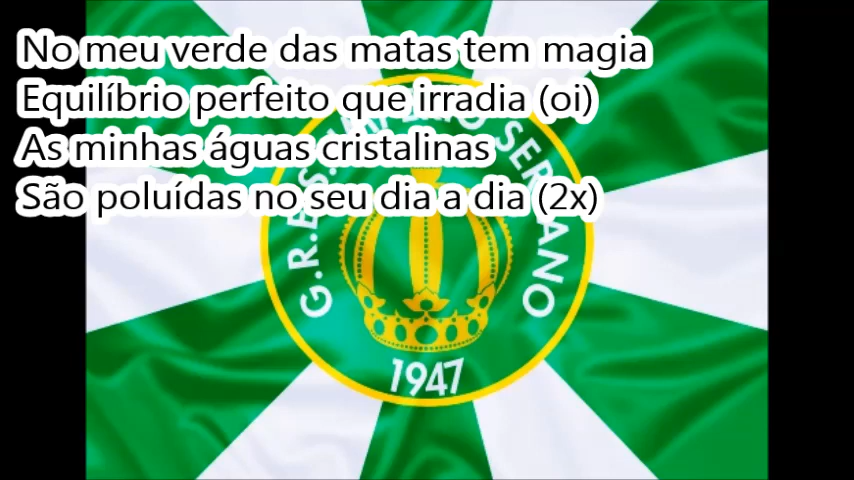 No meu verde das matas tem magia
Equilíbrio perfeito que irradia (oi)
As minhas águas cristalinas
São poluídas no seu dia a dia (2x)
G.R.E.S. IMPÉRIO SERRANO
1947